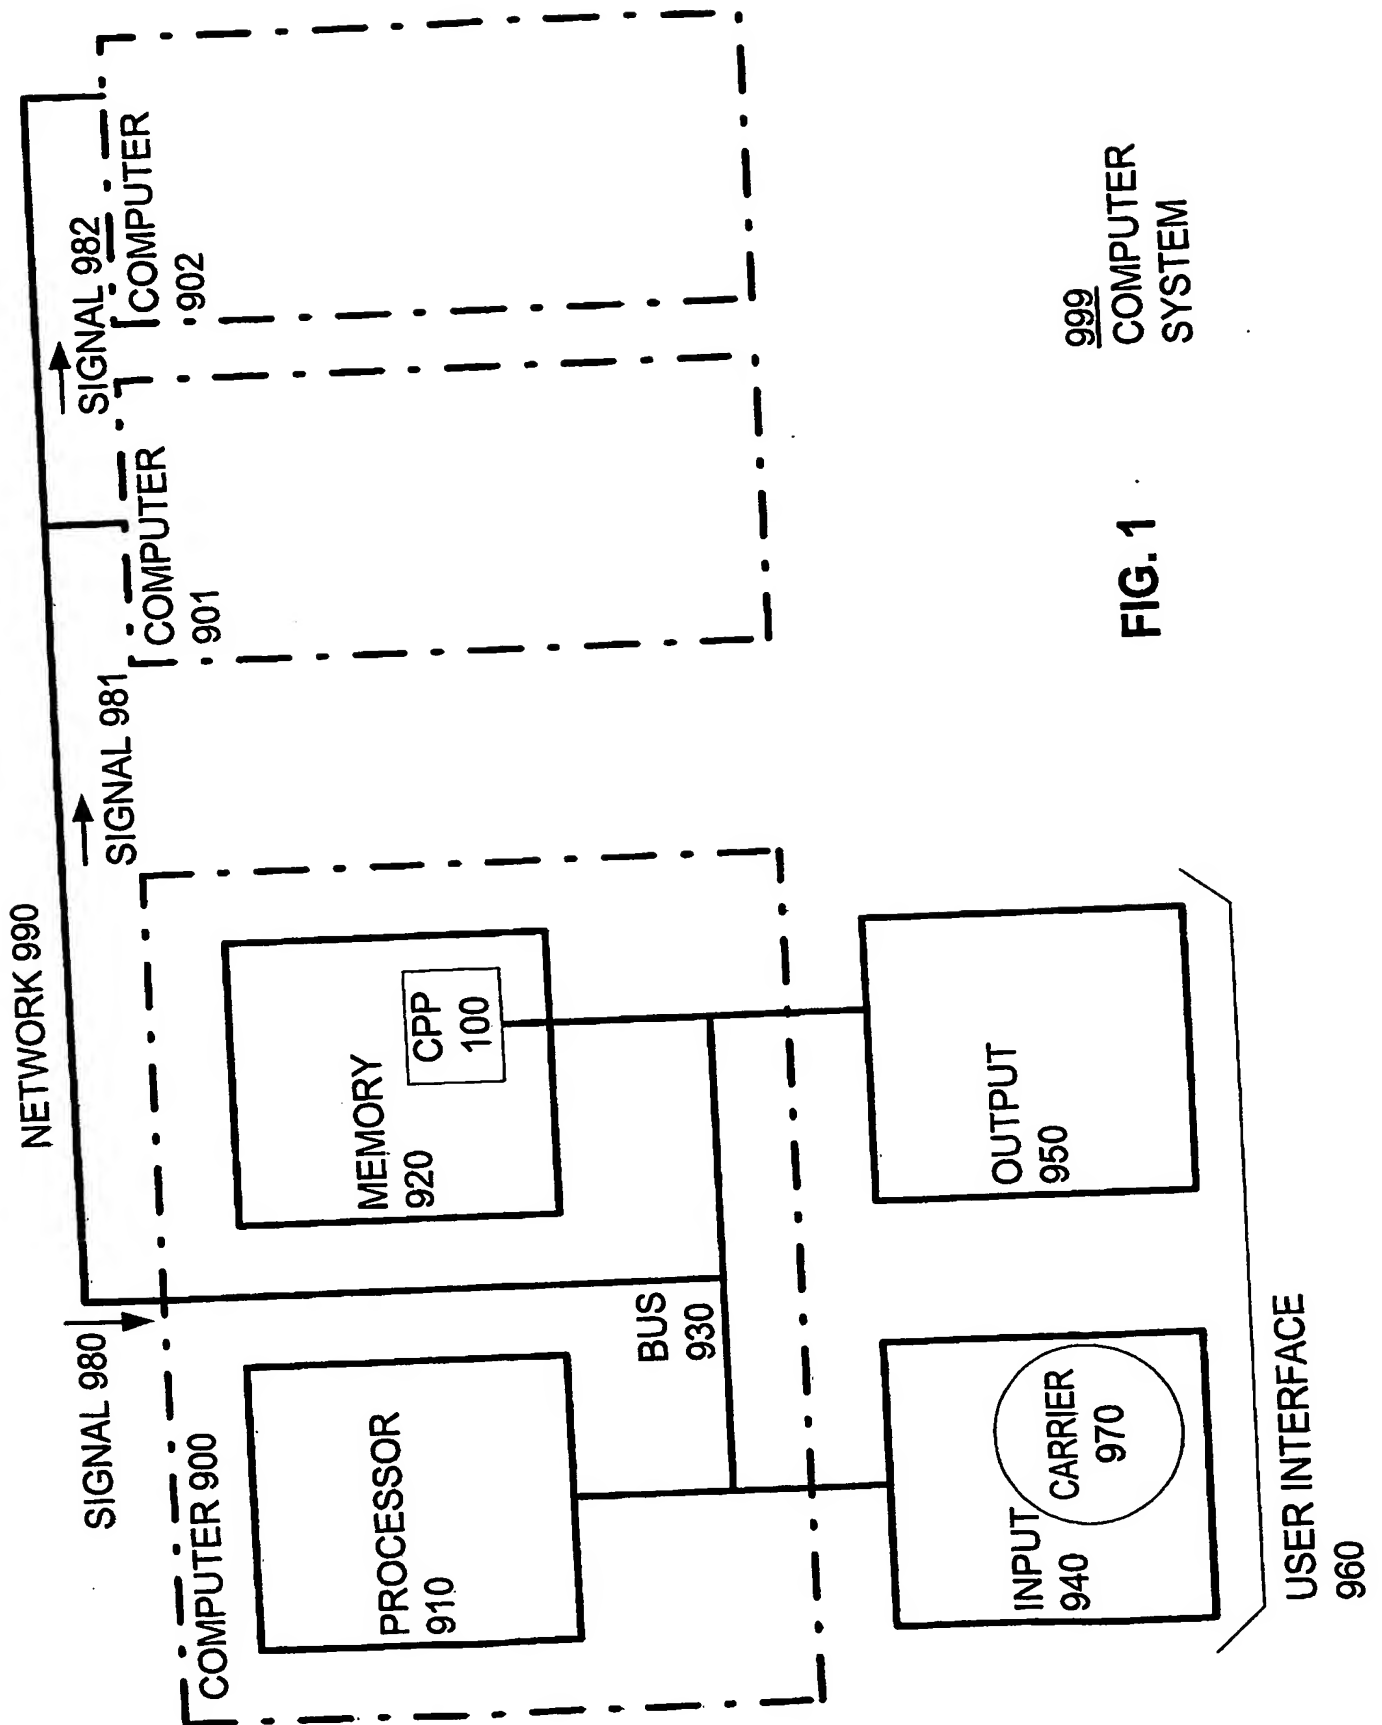 NETWORK 990
SIGNAL 980
SIGNAL 981
SIGNAL 982
COMPUTER 900
COMPUTER
901
COMPUTER
902
PROCESSOR
910
MEMORY
920
CPP
100
BUS
930
INPUT
940
CARRIER
970
OUTPUT
950
USER INTERFACE
960
FIG. 1
999
COMPUTER
SYSTEM